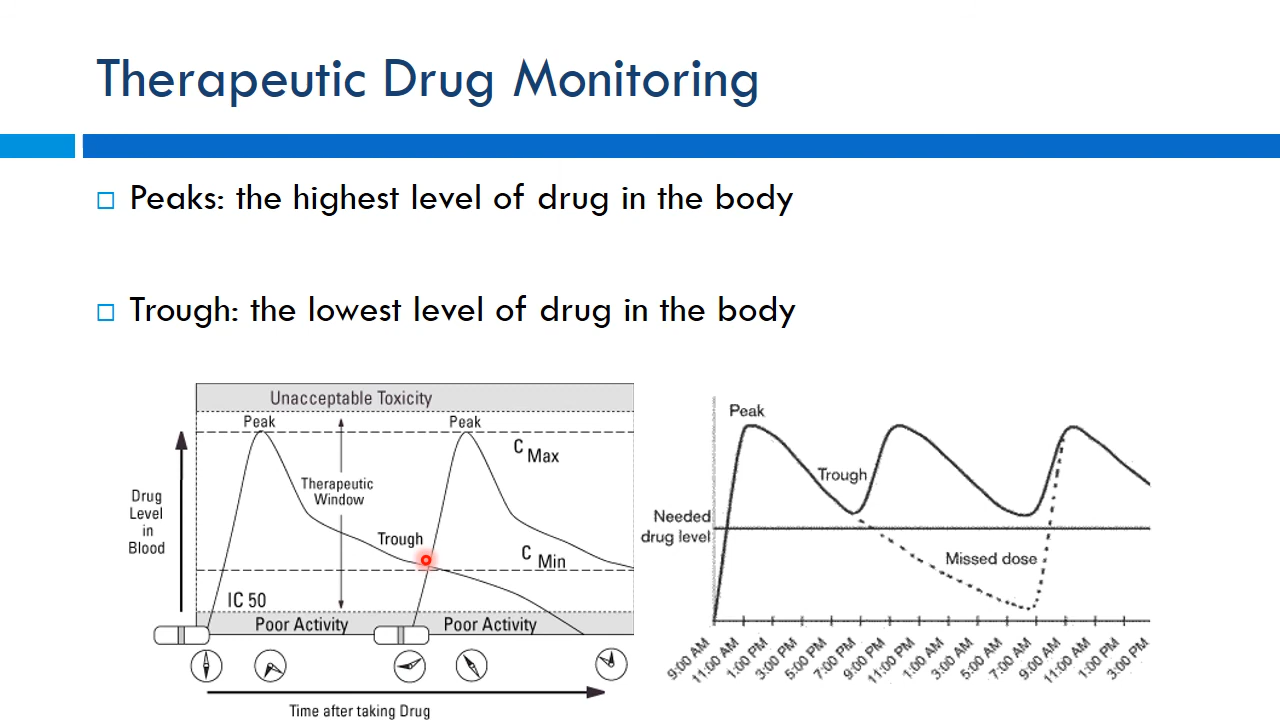 Therapeutic Drug Monitoring
Peaks: the highest level of drug in the body
Trough: the lowest level of drug in the body
Unacceptable Toxicity
Peak
Peak
C Max
Therapeutic
Window
Drug
Level
in
Blood
Trough
C Min
IC 50
Poor Activity
Poor Activity
Time after taking Drug
Peak
Trough
Needed
drug level
Missed dose
9:00 AM
11:00 AM
1:00 PM
3:00 PM
5:00 PM
7:00 PM
9:00 PM
11:00 PM
1:00 AM
3:00 AM
5:00 AM
7:00 AM
9:00 AM
11:00 AM
1:00 PM
3:00 PM